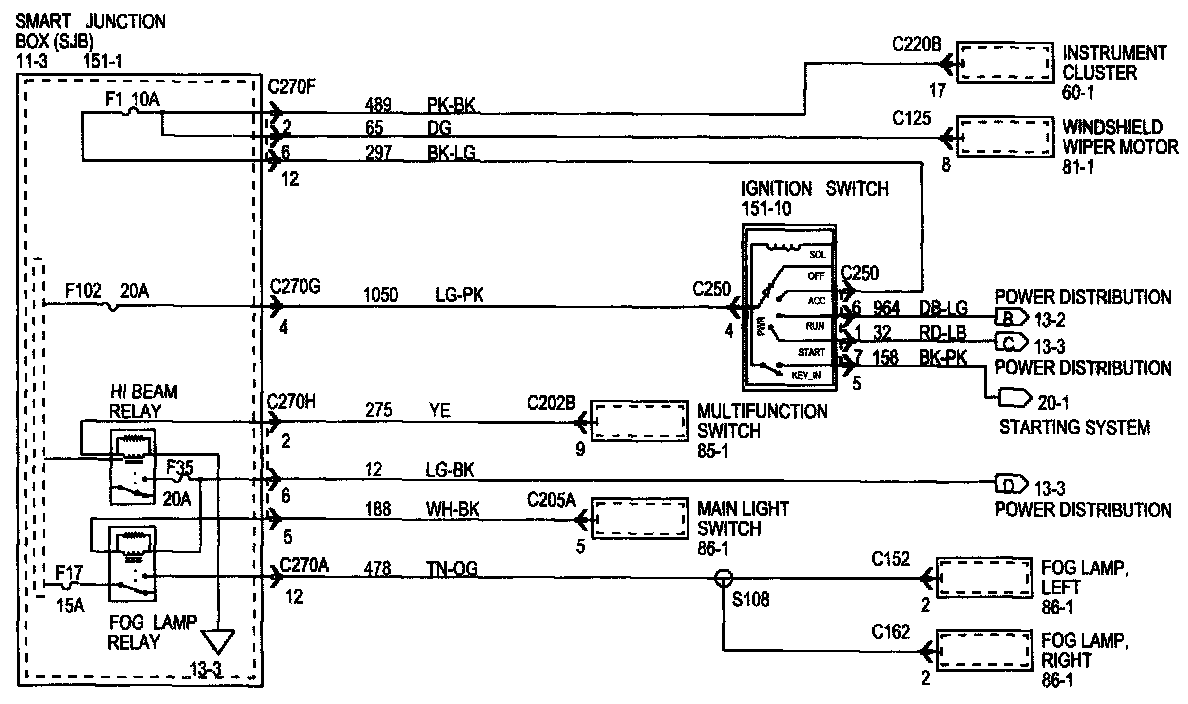 SMART JUNCTION
BOX (SJB)
11-3 151-1
F1 10A
C270F
2
6
12
489 PK-BK
65 DG
297 BK-LG
C220B
17
INSTRUMENT
CLUSTER
60-1
C125
8
WINDSHIELD
WIPER MOTOR
81-1
IGNITION SWITCH
151-10
SOL
OFF
ACC
RUN
START
KEY_IN
PWR
F102 20A
C270G
4
1050 LG-PK
C250
4
C250
6 964 DB-LG
1 32 RD-LB
7 158 BK-PK
5
POWER DISTRIBUTION
B 13-2
C 13-3
POWER DISTRIBUTION
20-1
STARTING SYSTEM
HI BEAM
RELAY
C270H
2
275 YE
C202B
9
MULTIFUNCTION
SWITCH
85-1
F35
20A
6
12 LG-BK
D 13-3
POWER DISTRIBUTION
5
188 WH-BK
C205A
5
MAIN LIGHT
SWITCH
86-1
F17
15A
C270A
12
478 TN-OG
S108
C152
2
FOG LAMP,
LEFT
86-1
FOG LAMP
RELAY
13-3
C162
2
FOG LAMP,
RIGHT
86-1